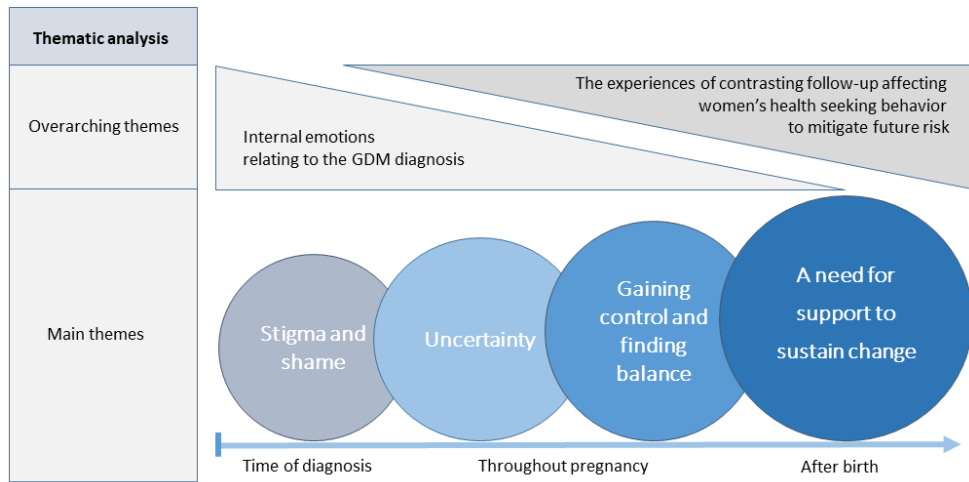 Thematic analysis
Overarching themes
The experiences of contrasting follow-up affecting
women's health seeking behavior
to mitigate future risk
Internal emotions
relating to the GDM diagnosis
Main themes
Stigma and
shame
Uncertainty
Gaining
control and
finding
balance
A need for
support to
sustain change
Time of diagnosis
Throughout pregnancy
After birth